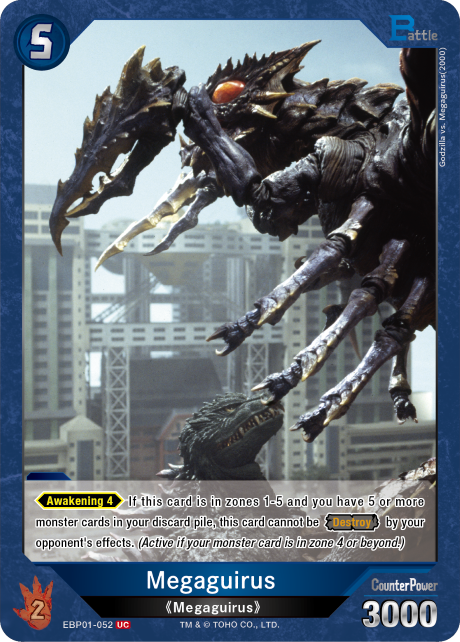 5
Battle
Godzilla vs. Megaguirus(2000)
Awakening 4 If this card is in zones 1-5 and you have 5 or more
monster cards in your discard pile, this card cannot be {Destroy} by your
opponent's effects. (Active if your monster card is in zone 4 or beyond.)
Megaguirus
CounterPower
2
《Megaguirus》
3000
EBP01-052 UC
TM & © TOHO CO., LTD.